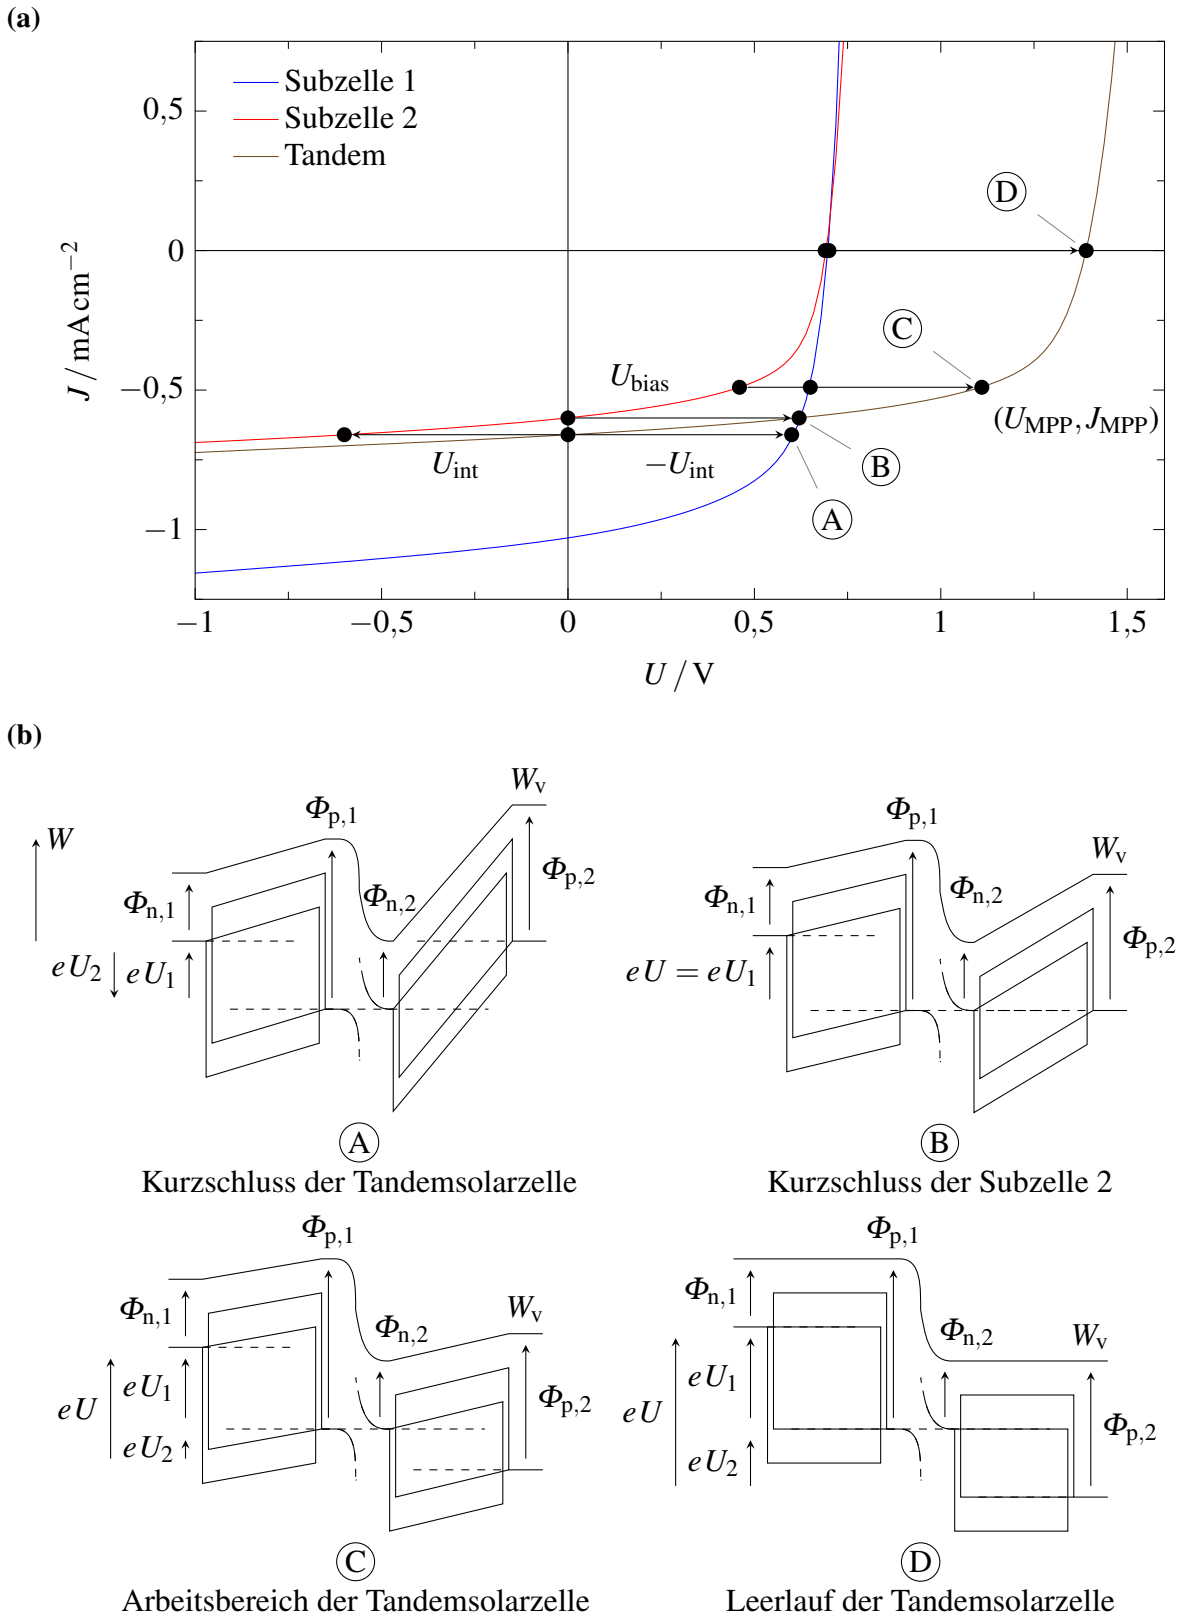 (a)
Subzelle 1
Subzelle 2
Tandem
0,5
0
−0,5
−1
J / mA cm⁻²
D
C
U_bias
(U_MPP, J_MPP)
U_int
−U_int
B
A
−1
−0,5
0
0,5
1
1,5
U / V
(b)
W
Φ_p,1
W_v
Φ_n,1
Φ_n,2
Φ_p,2
eU_2
eU_1
A
Kurzschluss der Tandemsolarzelle
Φ_p,1
W_v
Φ_n,1
Φ_n,2
Φ_p,2
eU = eU_1
B
Kurzschluss der Subzelle 2
Φ_p,1
W_v
Φ_n,1
Φ_n,2
eU_1
eU
Φ_p,2
eU_2
C
Arbeitsbereich der Tandemsolarzelle
Φ_p,1
Φ_n,1
Φ_n,2
W_v
eU_1
eU
Φ_p,2
eU_2
D
Leerlauf der Tandemsolarzelle